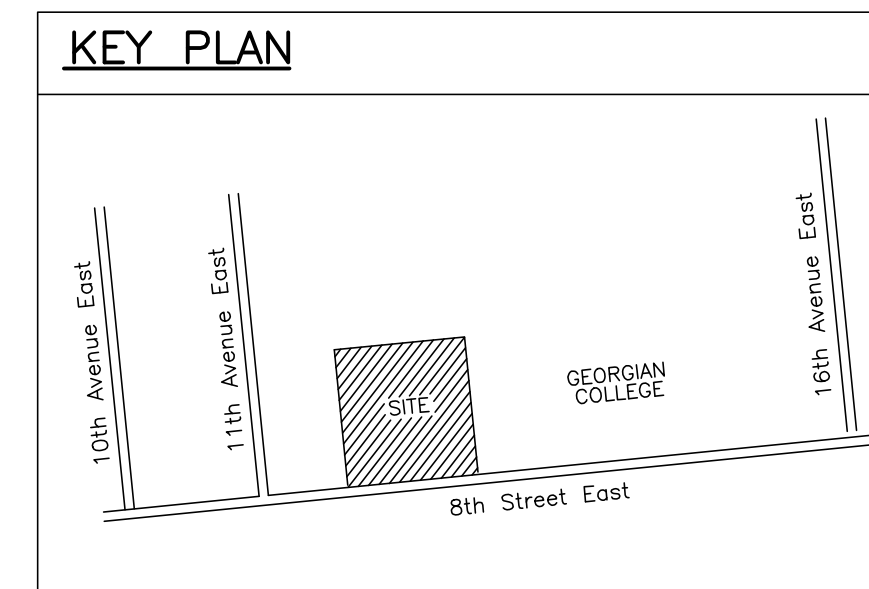 KEY PLAN
10th Avenue East
11th Avenue East
SITE
GEORGIAN
COLLEGE
16th Avenue East
8th Street East